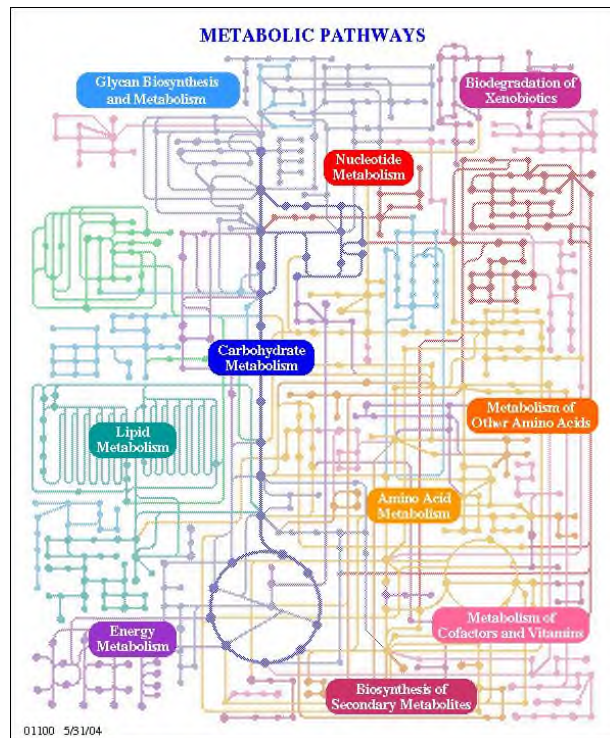 METABOLIC PATHWAYS
Glycan Biosynthesis
and Metabolism
Biodegradation of
Xenobiotics
Nucleotide
Metabolism
Carbohydrate
Metabolism
Metabolism of
Other Amino Acids
Lipid
Metabolism
Amino Acid
Metabolism
Metabolism of
Cofactors and Vitamins
Energy
Metabolism
Biosynthesis of
Secondary Metabolites
01100 5/31/04